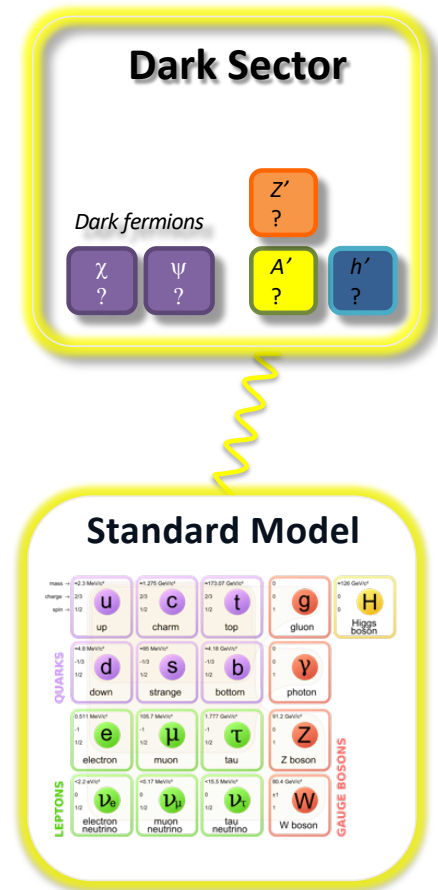 Dark Sector
Z′
?
Dark fermions
χ
?
ψ
?
A′
?
h′
?
Standard Model
mass → ≈2.3 MeV/c² ≈1.275 GeV/c² ≈173.07 GeV/c² 0 ≈126 GeV/c²
charge → 2/3 2/3 2/3 0 0
spin → 1/2 1/2 1/2 1 0
u c t g H
up charm top gluon Higgs boson
QUARKS
≈4.8 MeV/c² ≈95 MeV/c² ≈4.18 GeV/c² 0
-1/3 -1/3 -1/3 0
1/2 1/2 1/2 1
d s b γ
down strange bottom photon
0.511 MeV/c² 105.7 MeV/c² 1.777 GeV/c² 91.2 GeV/c²
-1 -1 -1 0
1/2 1/2 1/2 1
e μ τ Z
electron muon tau Z boson
LEPTONS
<2.2 eV/c² <0.17 MeV/c² <15.5 MeV/c² 80.4 GeV/c²
0 0 0 ±1
1/2 1/2 1/2 1
νe νμ ντ W
electron neutrino muon neutrino tau neutrino W boson
GAUGE BOSONS